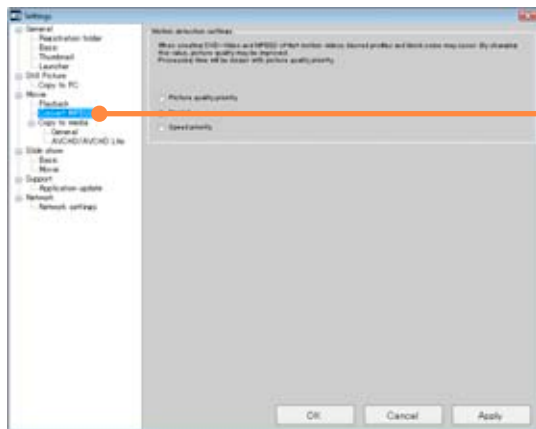 Settings
General
Registration folder
Basic
Thumbnail
Launcher
Still Picture
Copy to PC
Movie
Playback
Convert MPEG2
Copy to media
General
AVCHD/AVCHD Lite
Slide show
Basic
Movie
Support
Application update
Network
Network settings
Motion detection settings
When creating DVD-Video and MPEG2 of fast motion videos, blurred profiles and block noise may occur. By changing
this value, picture quality may be improved.
Processing time will be longer with picture quality priority.
Picture quality priority
Speed priority
OK
Cancel
Apply